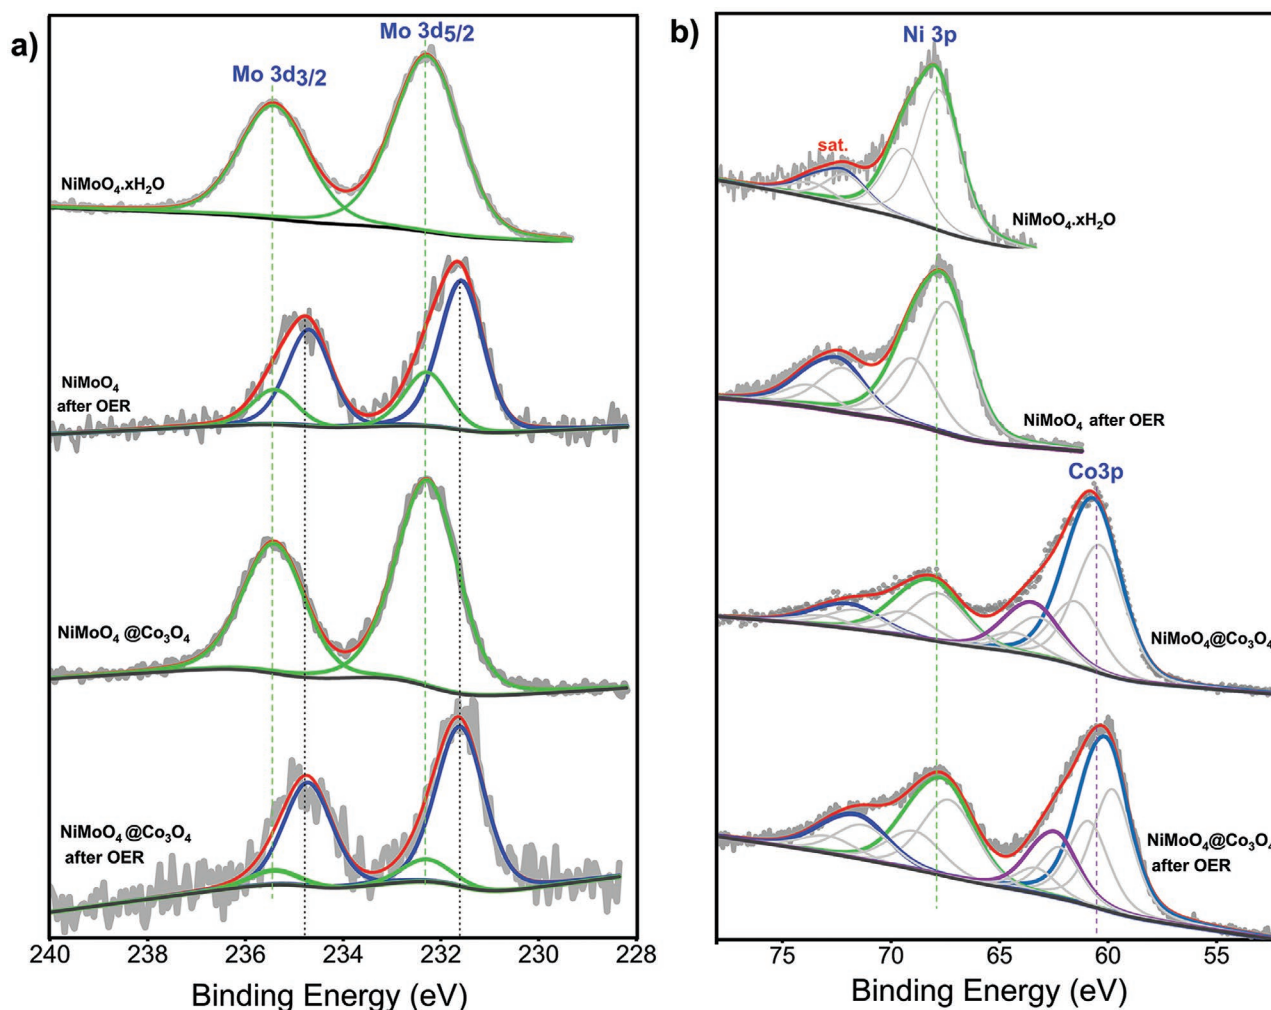 a)
Mo 3d3/2
Mo 3d5/2
NiMoO4.xH2O
NiMoO4
after OER
NiMoO4 @Co3O4
NiMoO4 @Co3O4
after OER
240 238 236 234 232 230 228
Binding Energy (eV)
b)
Ni 3p
sat.
NiMoO4.xH2O
NiMoO4 after OER
Co3p
NiMoO4@Co3O4
NiMoO4@Co3O4
after OER
75 70 65 60 55
Binding Energy (eV)